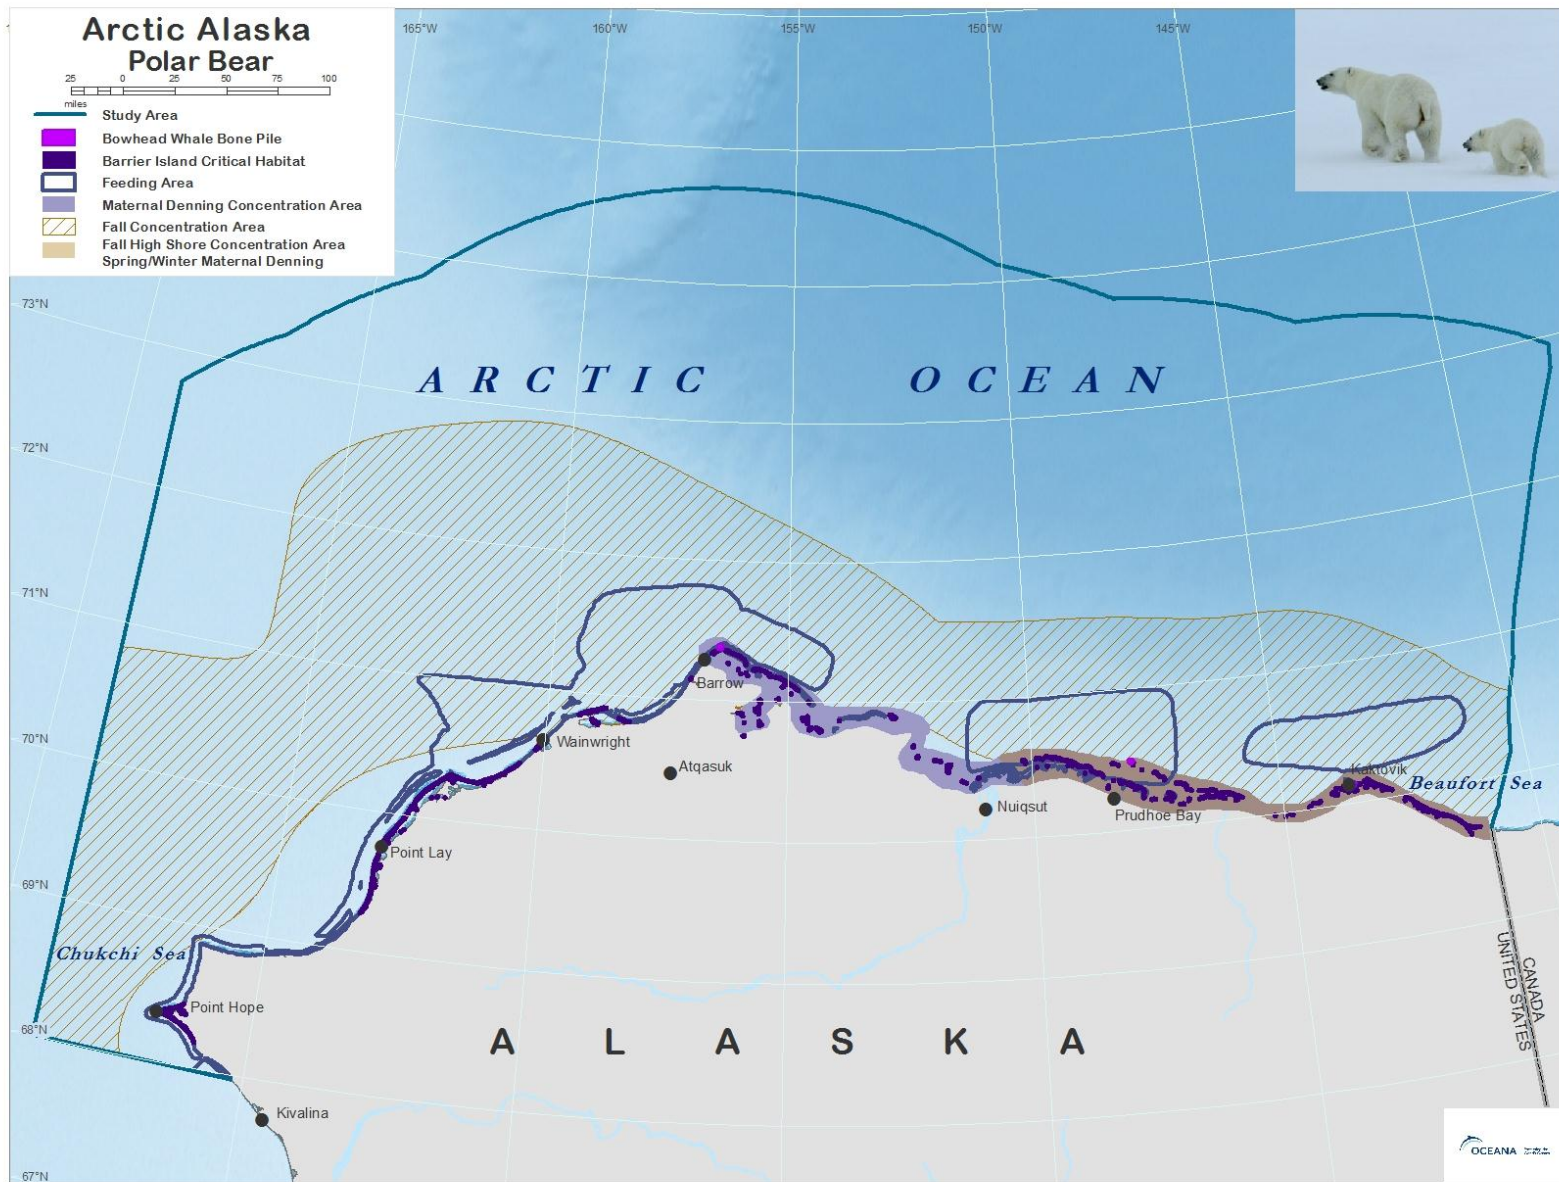 Arctic Alaska
Polar Bear
25 0 25 50 75 100
miles
Study Area
Bowhead Whale Bone Pile
Barrier Island Critical Habitat
Feeding Area
Maternal Denning Concentration Area
Fall Concentration Area
Fall High Shore Concentration Area
Spring/Winter Maternal Denning
165°W 160°W 155°W 150°W 145°W
73°N
ARCTIC OCEAN
72°N
71°N
Barrow
70°N
Wainwright
Atqasuk
Kaktovik
Beaufort Sea
Nuiqsut
Prudhoe Bay
Point Lay
69°N
Chukchi Sea
CANADA
UNITED STATES
Point Hope
68°N
ALASKA
Kivalina
67°N
OCEANA